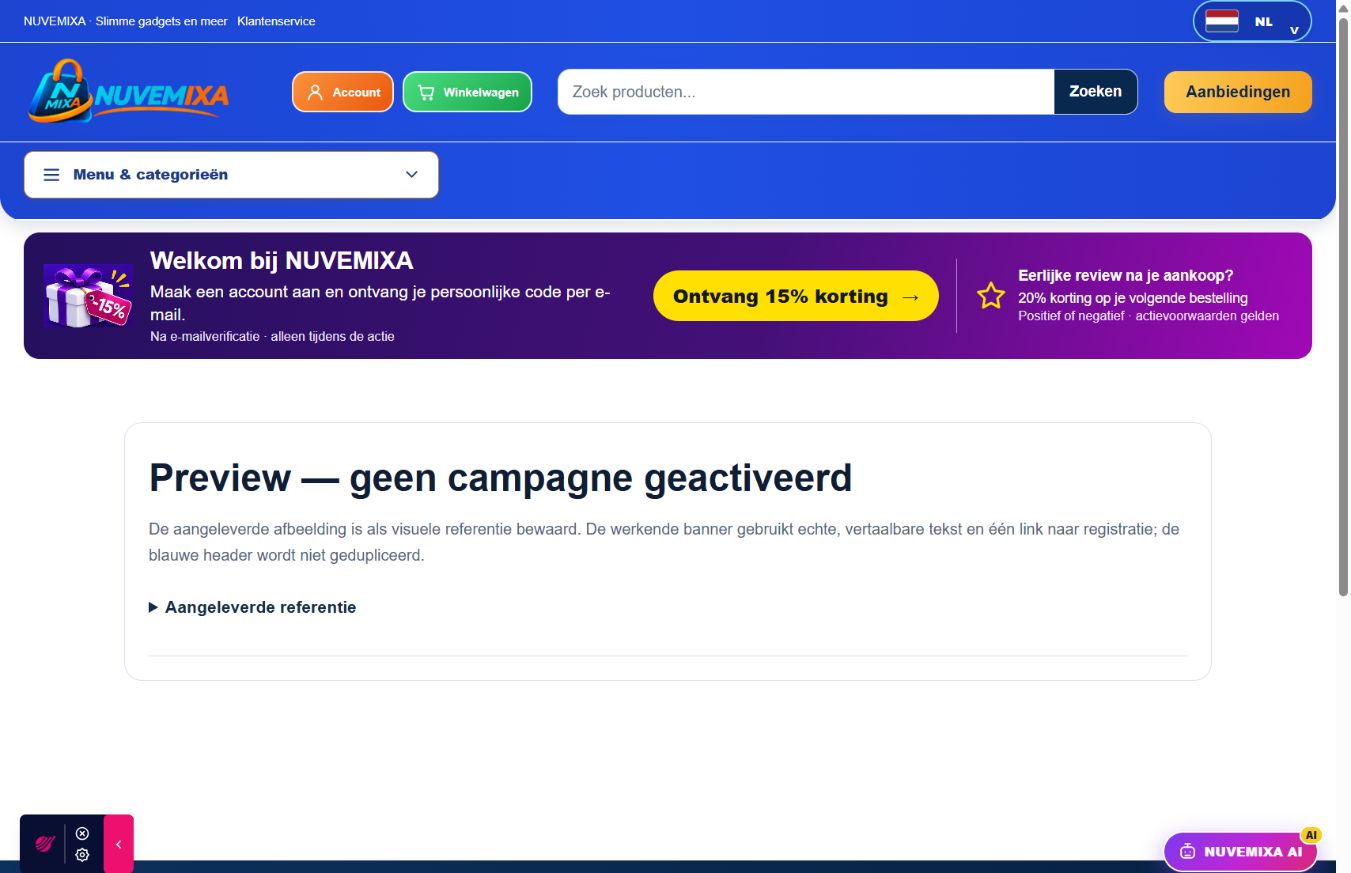 NUVEMIXA · Slimme gadgets en meer Klantenservice
NL
v
N
MIXA
NUVEMIXA
Account
Winkelwagen
Zoek producten...
Zoeken
Aanbiedingen
Menu & categorieën
-15%
Welkom bij NUVEMIXA
Maak een account aan en ontvang je persoonlijke code per e-
mail.
Na e-mailverificatie · alleen tijdens de actie
Ontvang 15% korting →
Eerlijke review na je aankoop?
20% korting op je volgende bestelling
Positief of negatief · actievoorwaarden gelden
Preview — geen campagne geactiveerd
De aangeleverde afbeelding is als visuele referentie bewaard. De werkende banner gebruikt echte, vertaalbare tekst en één link naar registratie; de
blauwe header wordt niet gedupliceerd.
Aangeleverde referentie
AI
NUVEMIXA AI